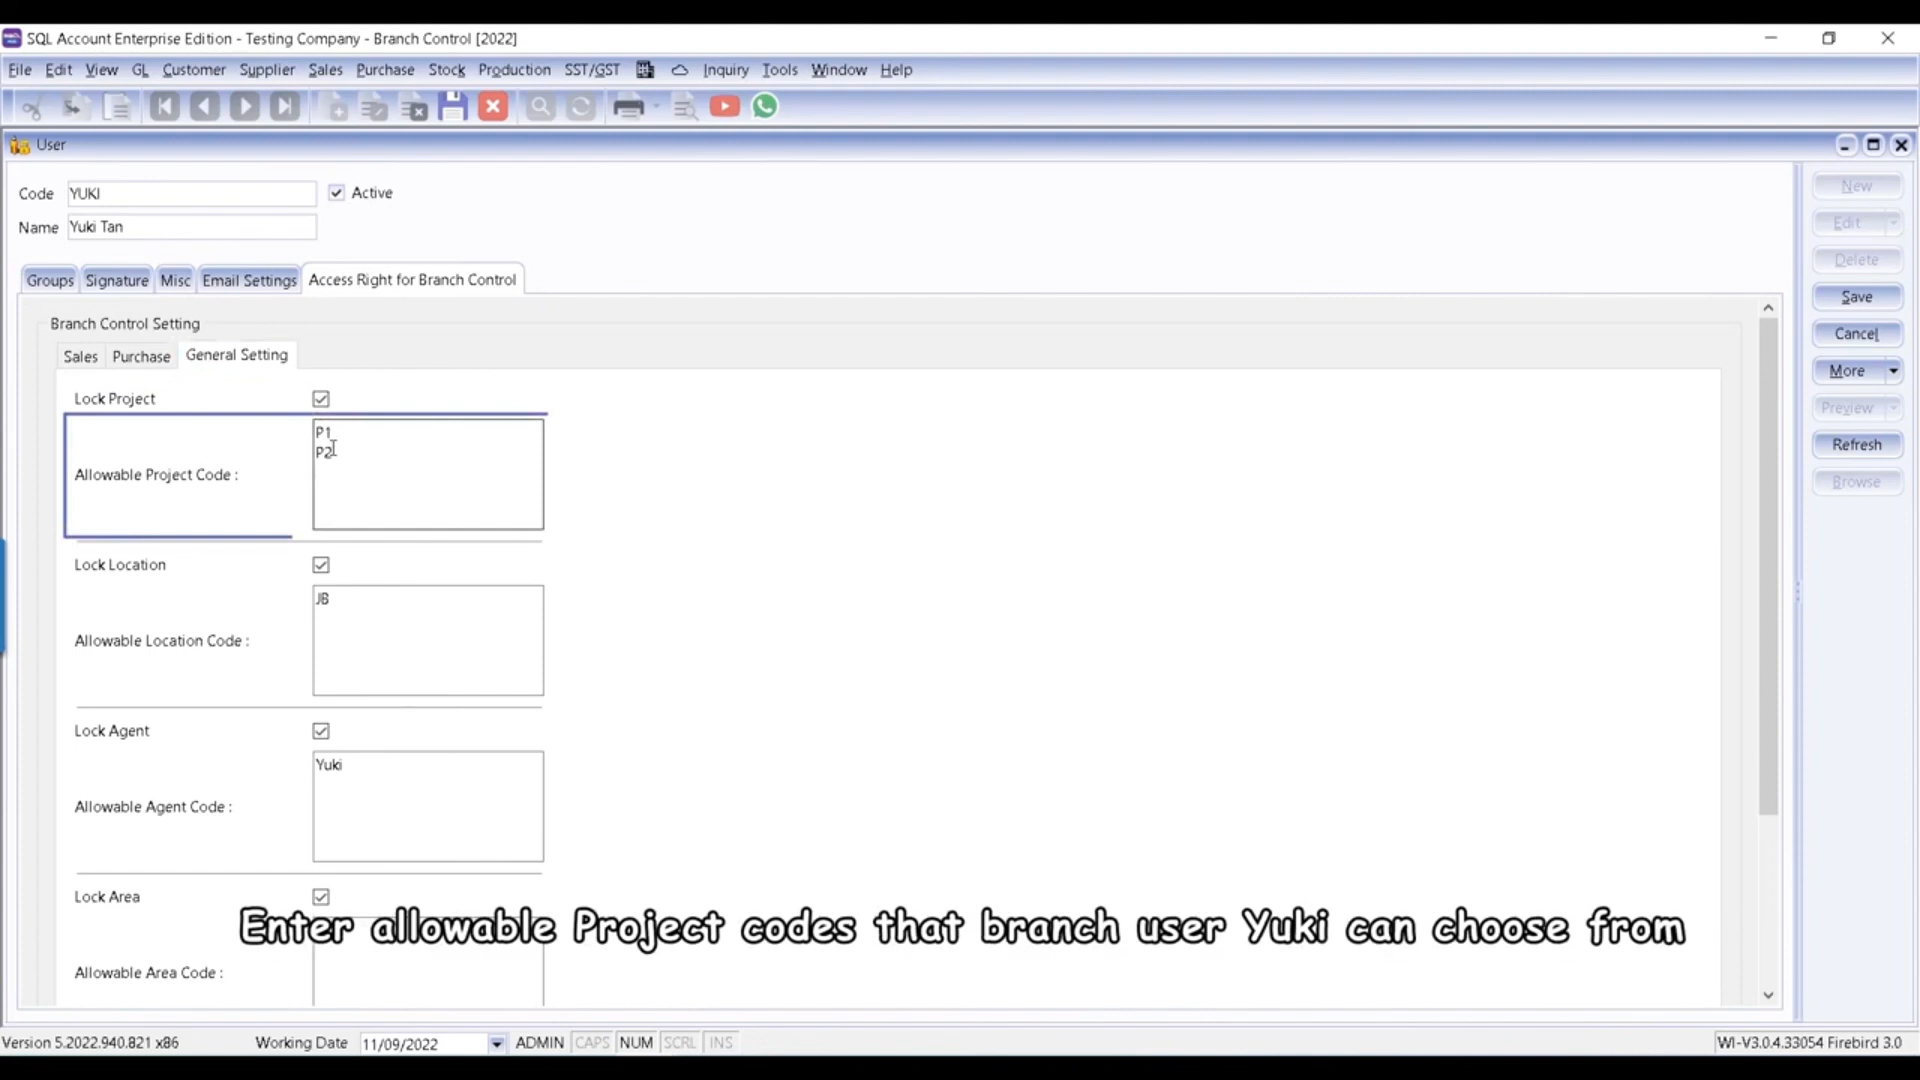 SQL Account Enterprise Edition - Testing Company - Branch Control [2022]
File Edit View GL Customer Supplier Sales Purchase Stock Production SST/GST Inquiry Tools Window Help
User
Code YUKI Active
Name Yuki Tan
Groups Signature Misc Email Settings Access Right for Branch Control
Branch Control Setting
Sales Purchase General Setting
Lock Project
P1
P2
Allowable Project Code :
Lock Location
JB
Allowable Location Code :
Lock Agent
Yuki
Allowable Agent Code :
Lock Area
Enter allowable Project codes that branch user Yuki can choose from
Allowable Area Code :
New
Edit
Delete
Save
Cancel
More
Preview
Refresh
Browse
Version 5.2022.940.821 x86 Working Date 11/09/2022 ADMIN CAPS NUM SCRL INS WI-V3.0.4.33054 Firebird 3.0